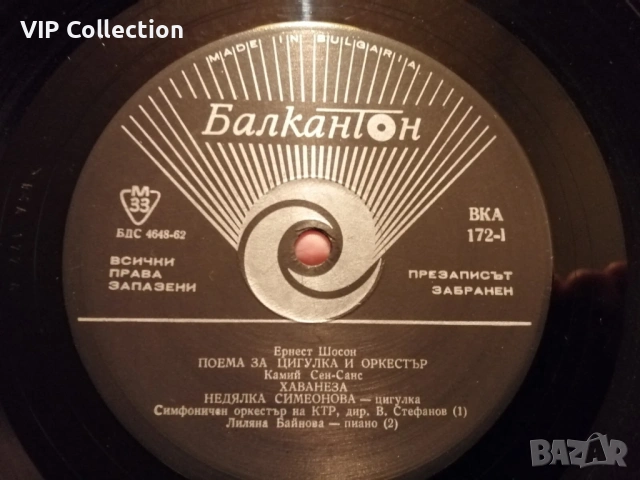 VIP Collection
MADE IN BULGARIA
Балкантон
М
33
БДС 4648-62
ВКА
172-I
ВСИЧКИ
ПРАВА
ЗАПАЗЕНИ
ПРЕЗАПИСЪТ
ЗАБРАНЕН
Ернест Шосон
ПОЕМА ЗА ЦИГУЛКА И ОРКЕСТЪР
Камий Сен-Санс
ХАВАНЕЗА
НЕДЯЛКА СИМЕОНОВА — цигулка
Симфоничен оркестър на КТР, дир. В. Стефанов (1)
Лиляна Байнова — пиано (2)
BAZAR